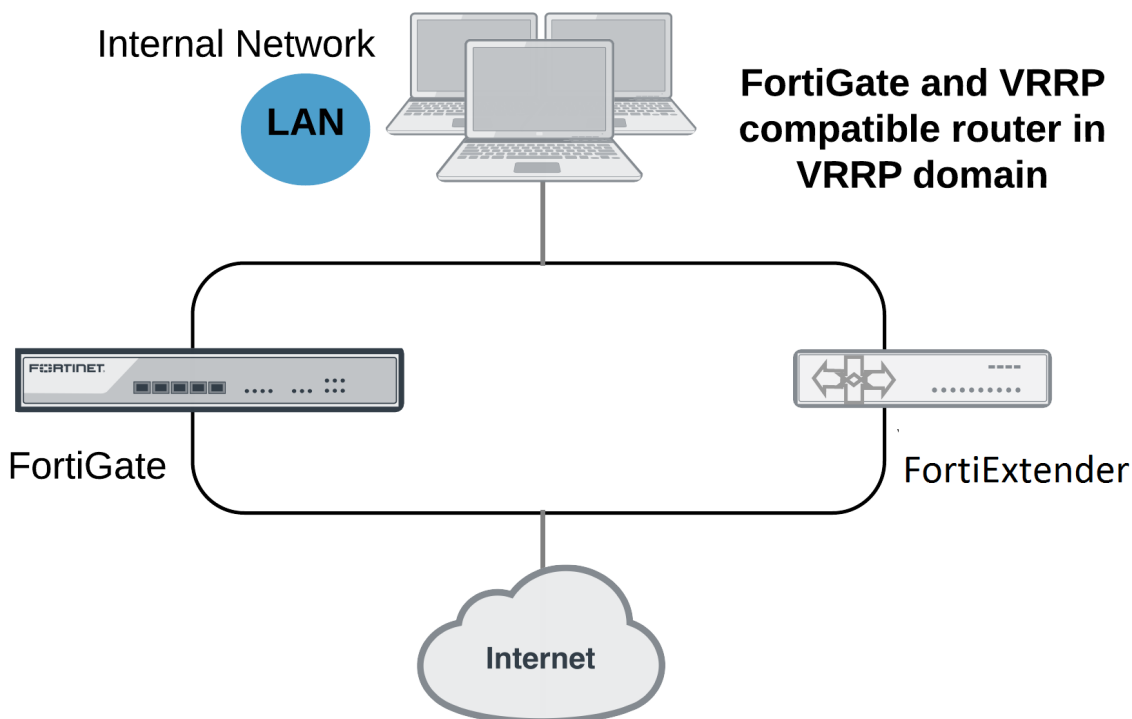 Internal Network
LAN
FortiGate and VRRP
compatible router in
VRRP domain
FORTINET
FortiGate
FortiExtender
Internet